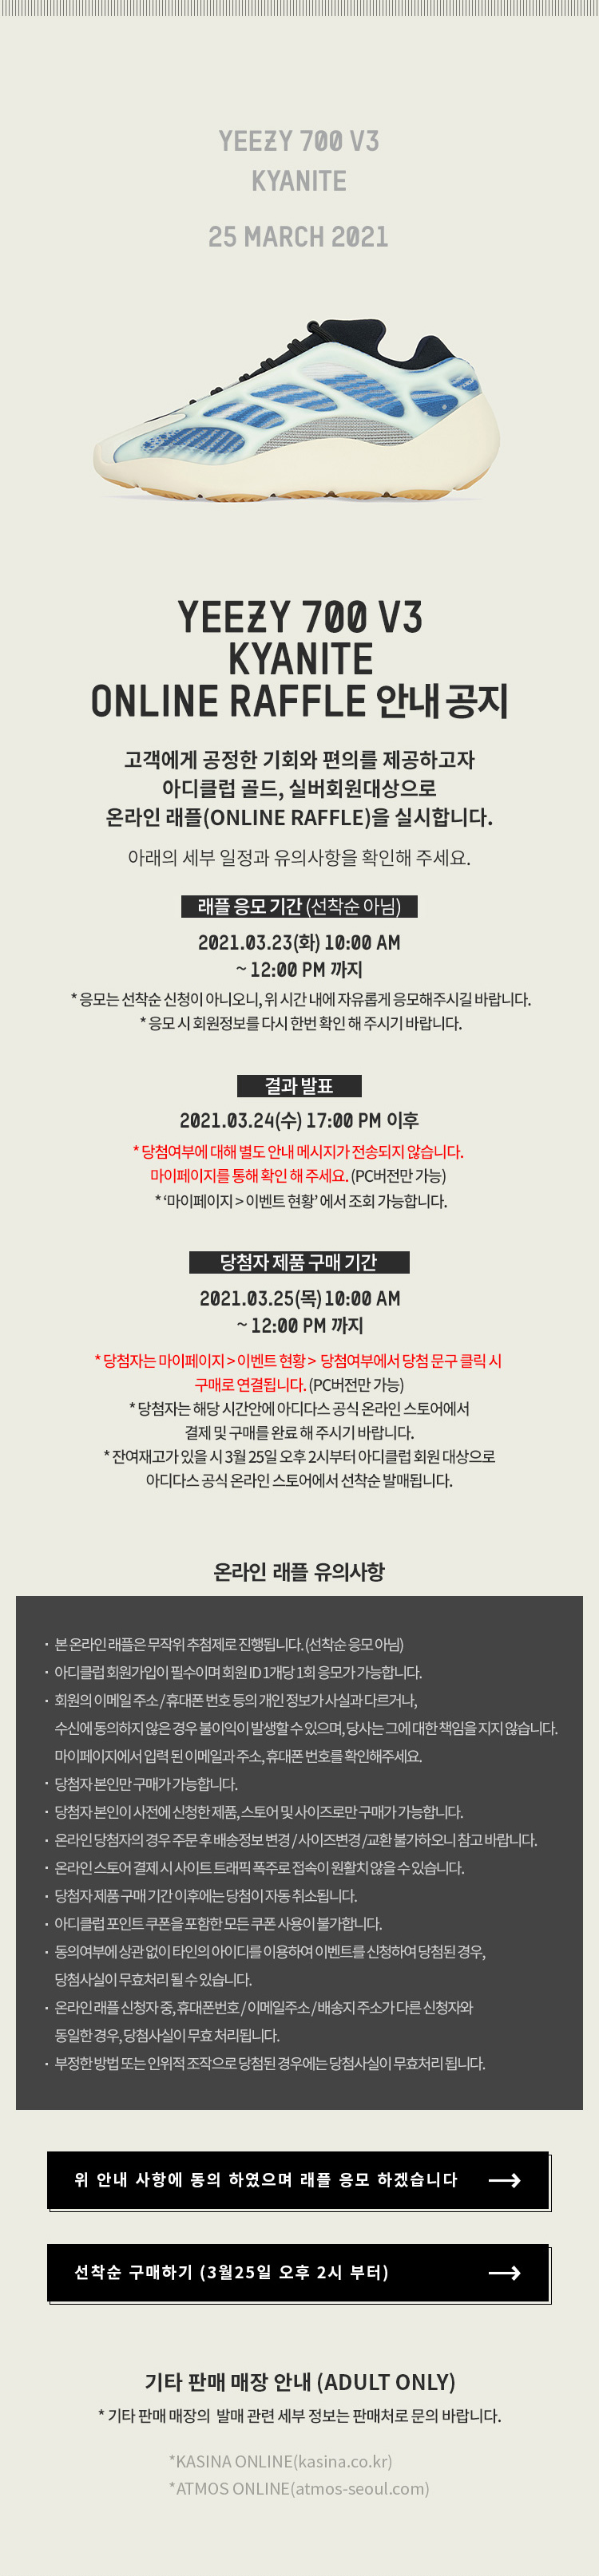 YEEZY 700 V3
KYANITE
25 MARCH 2021
YEEZY 700 V3
KYANITE
ONLINE RAFFLE 안내 공지
고객에게 공정한 기회와 편의를 제공하고자
아디클럽 골드, 실버회원대상으로
온라인 래플(ONLINE RAFFLE)을 실시합니다.
아래의 세부 일정과 유의사항을 확인해 주세요.
래플 응모 기간 (선착순 아님)
2021.03.23(화) 10:00 AM
~ 12:00 PM 까지
* 응모는 선착순 신청이 아니오니, 위 시간 내에 자유롭게 응모해주시길 바랍니다.
* 응모 시 회원정보를 다시 한번 확인 해 주시기 바랍니다.
결과 발표
2021.03.24(수) 17:00 PM 이후
* 당첨여부에 대해 별도 안내 메시지가 전송되지 않습니다.
마이페이지를 통해 확인 해 주세요. (PC버전만 가능)
* ‘마이페이지 > 이벤트 현황’ 에서 조회 가능합니다.
당첨자 제품 구매 기간
2021.03.25(목) 10:00 AM
~ 12:00 PM 까지
* 당첨자는 마이페이지 > 이벤트 현황 > 당첨여부에서 당첨 문구 클릭 시
구매로 연결됩니다. (PC버전만 가능)
* 당첨자는 해당 시간안에 아디다스 공식 온라인 스토어에서
결제 및 구매를 완료 해 주시기 바랍니다.
* 잔여재고가 있을 시 3월 25일 오후 2시부터 아디클럽 회원 대상으로
아디다스 공식 온라인 스토어에서 선착순 발매됩니다.
온라인 래플 유의사항
· 본 온라인 래플은 무작위 추첨제로 진행됩니다. (선착순 응모 아님)
· 아디클럽 회원가입이 필수이며 회원 ID 1개당 1회 응모가 가능합니다.
· 회원의 이메일 주소 / 휴대폰 번호 등의 개인 정보가 사실과 다르거나,
수신에 동의하지 않은 경우 불이익이 발생할 수 있으며, 당사는 그에 대한 책임을 지지 않습니다.
마이페이지에서 입력 된 이메일과 주소, 휴대폰 번호를 확인해주세요.
· 당첨자 본인만 구매가 가능합니다.
· 당첨자 본인이 사전에 신청한 제품, 스토어 및 사이즈로만 구매가 가능합니다.
· 온라인 당첨자의 경우 주문 후 배송정보 변경 / 사이즈변경 /교환 불가하오니 참고 바랍니다.
· 온라인 스토어 결제 시 사이트 트래픽 폭주로 접속이 원활치 않을 수 있습니다.
· 당첨자 제품 구매 기간 이후에는 당첨이 자동 취소됩니다.
· 아디클럽 포인트 쿠폰을 포함한 모든 쿠폰 사용이 불가합니다.
· 동의여부에 상관 없이 타인의 아이디를 이용하여 이벤트를 신청하여 당첨된 경우,
당첨사실이 무효처리 될 수 있습니다.
· 온라인 래플 신청자 중, 휴대폰번호 / 이메일주소 / 배송지 주소가 다른 신청자와
동일한 경우, 당첨사실이 무효 처리됩니다.
· 부정한 방법 또는 인위적 조작으로 당첨된 경우에는 당첨사실이 무효처리 됩니다.
위 안내 사항에 동의 하였으며 래플 응모 하겠습니다
선착순 구매하기 (3월25일 오후 2시 부터)
기타 판매 매장 안내 (ADULT ONLY)
* 기타 판매 매장의 발매 관련 세부 정보는 판매처로 문의 바랍니다.
*KASINA ONLINE(kasina.co.kr)
*ATMOS ONLINE(atmos-seoul.com)